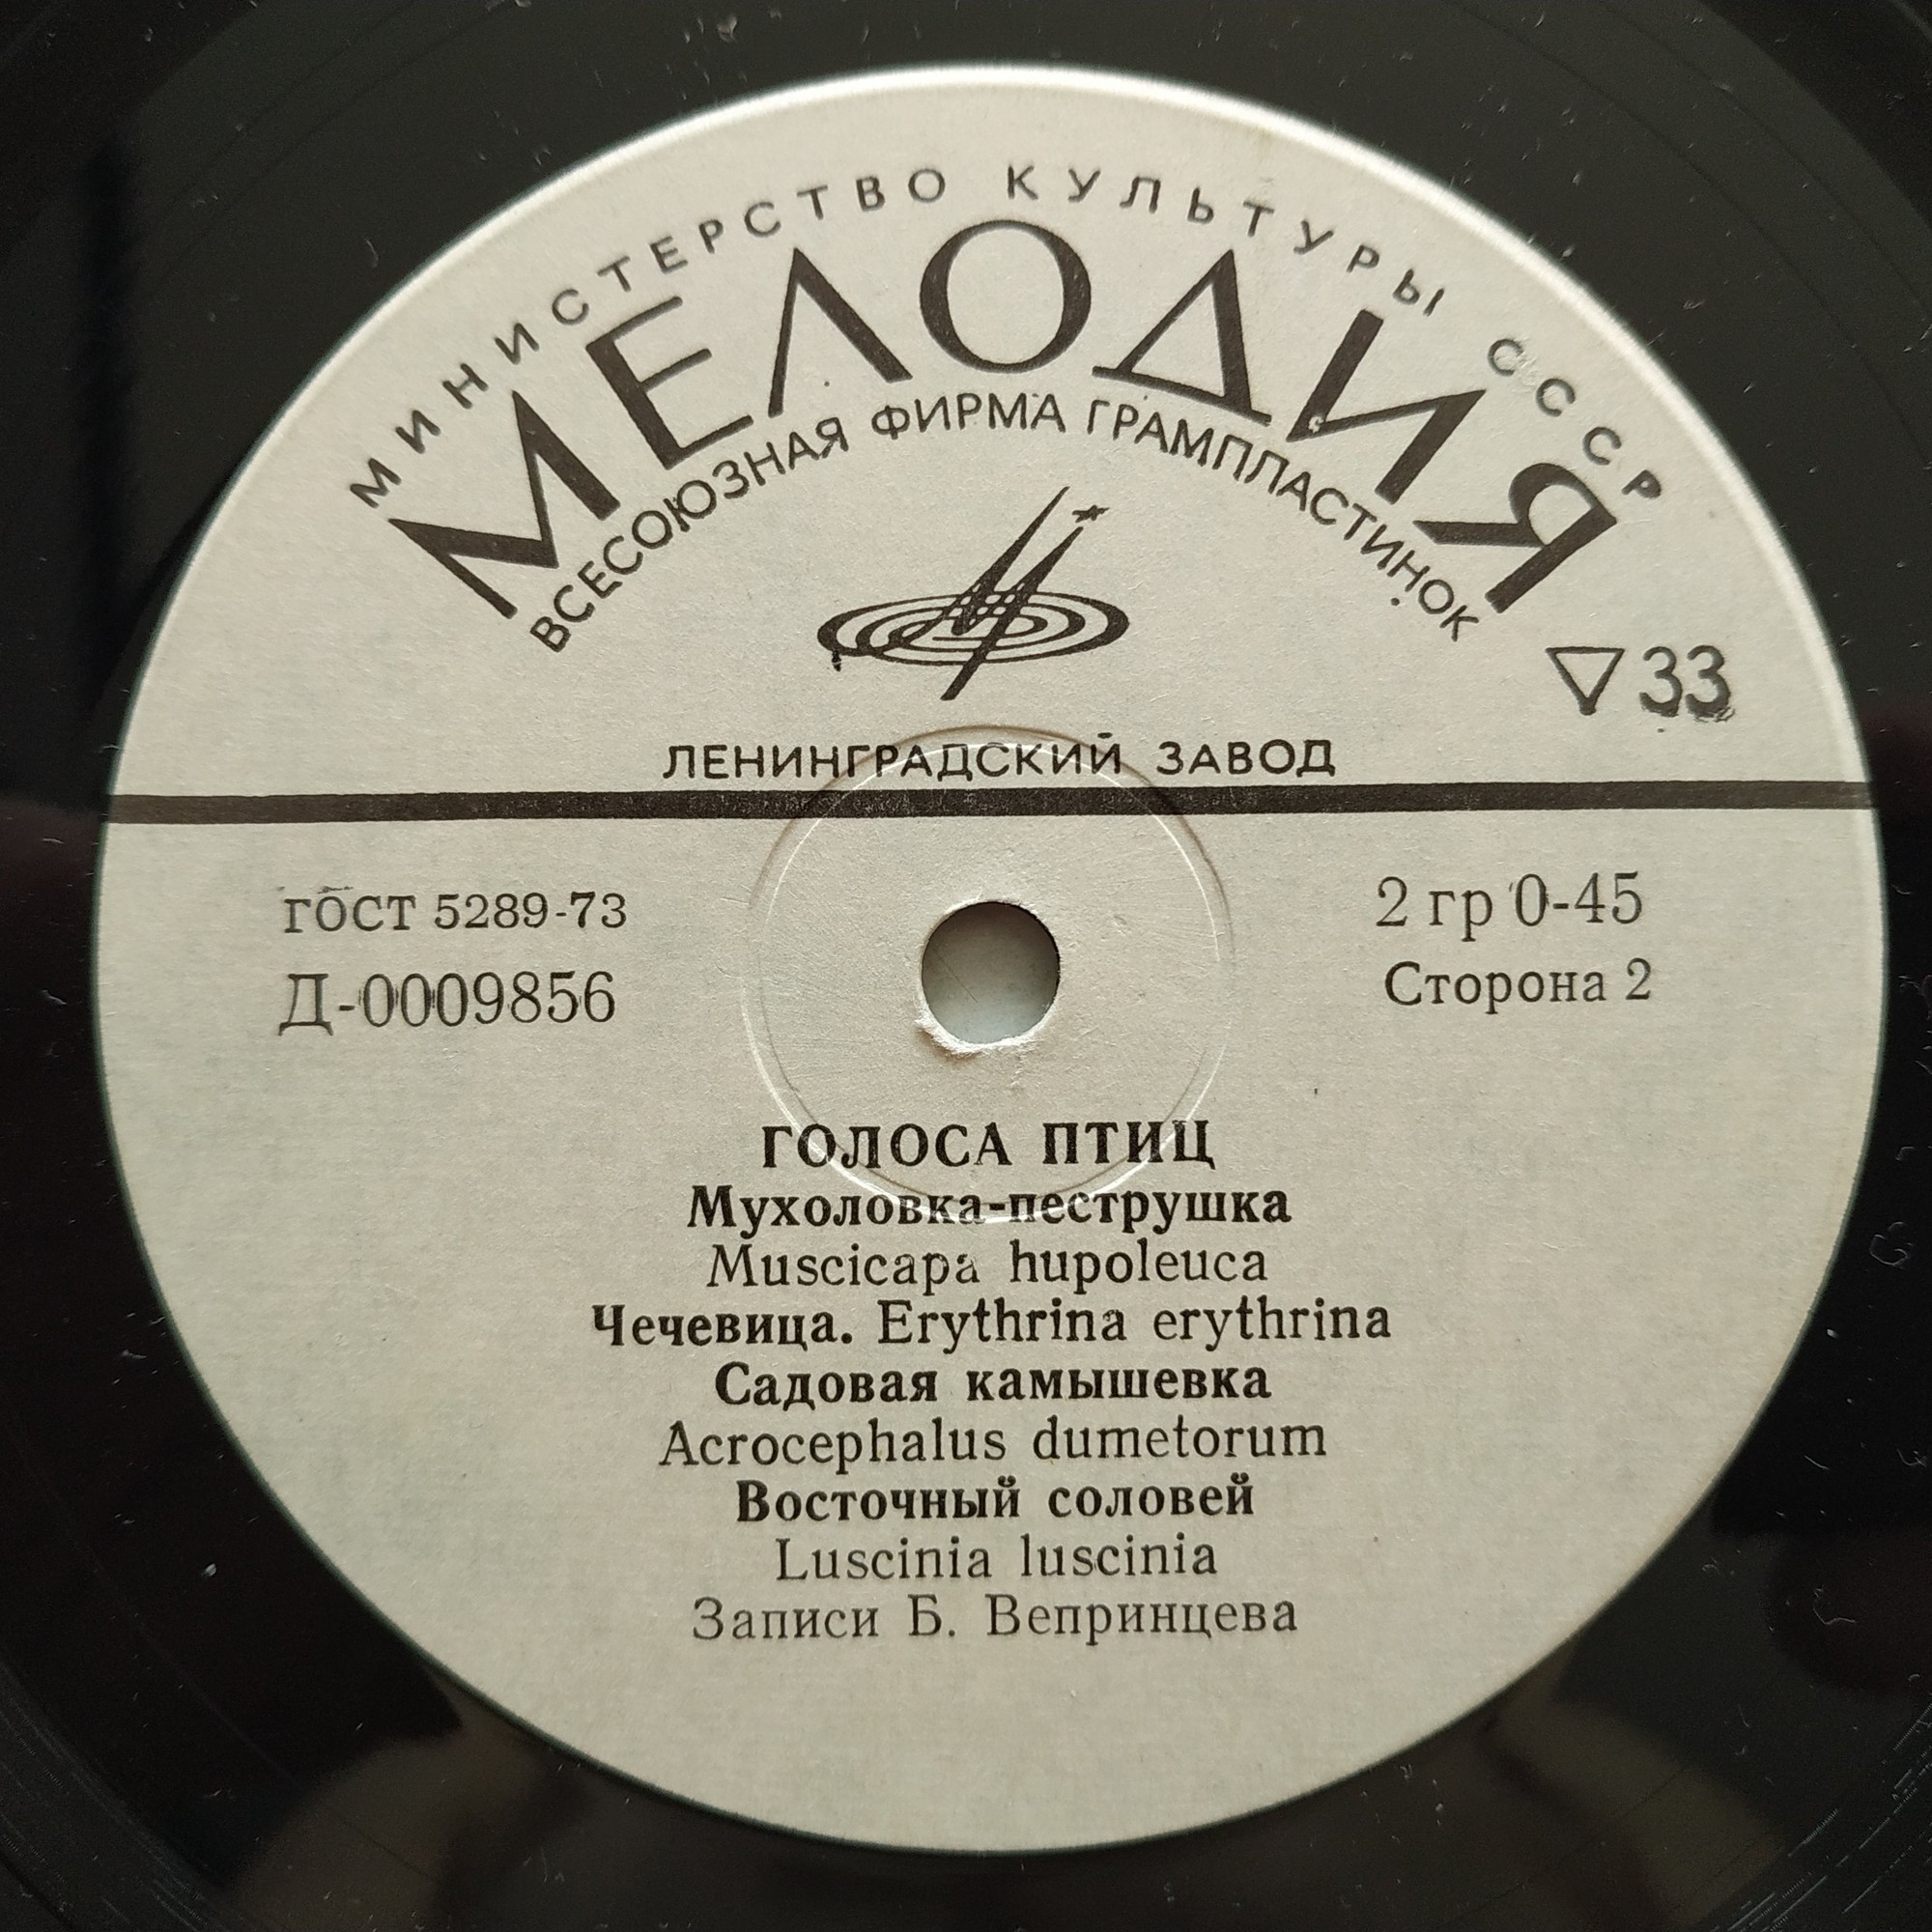 МИНИСТЕРСТВО КУЛЬТУРЫ СССР
МЕЛОДИЯ
ВСЕСОЮЗНАЯ ФИРМА ГРАМПЛАСТИНОК
▽33
ЛЕНИНГРАДСКИЙ ЗАВОД
ГОСТ 5289-73
2 гр 0-45
Д-0009856
Сторона 2
ГОЛОСА ПТИЦ
Мухоловка-пеструшка
Muscicapa hupoleuca
Чечевица. Erythrina erythrina
Садовая камышевка
Acrocephalus dumetorum
Восточный соловей
Luscinia luscinia
Записи Б. Вепринцева